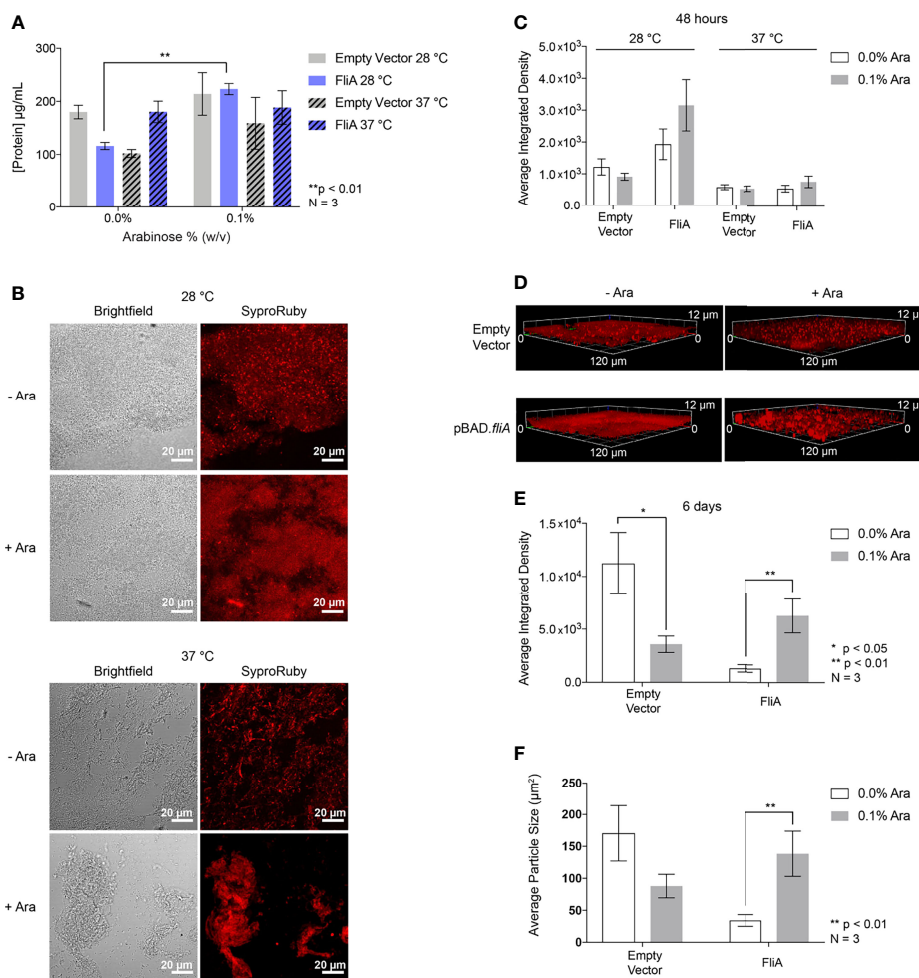 A
**
300
200
100
0
[Protein] µg/mL
0.0%
0.1%
Arabinose % (w/v)
Empty Vector 28 °C
FliA 28 °C
Empty Vector 37 °C
FliA 37 °C
**p < 0.01
N = 3
B
28 °C
Brightfield
SyproRuby
- Ara
20 µm
20 µm
+ Ara
20 µm
20 µm
37 °C
Brightfield
SyproRuby
- Ara
20 µm
20 µm
+ Ara
20 µm
20 µm
C
48 hours
28 °C
37 °C
5.0×10³
4.0×10³
3.0×10³
2.0×10³
1.0×10³
0.0
Average Integrated Density
Empty
Vector
FliA
Empty
Vector
FliA
0.0% Ara
0.1% Ara
D
- Ara
+ Ara
Empty
Vector
12 µm
0
0
120 µm
12 µm
0
0
120 µm
pBAD.fliA
12 µm
0
0
120 µm
12 µm
0
0
120 µm
E
6 days
1.5×10⁴
1.0×10⁴
5.0×10³
0.0
Average Integrated Density
*
**
Empty
Vector
FliA
0.0% Ara
0.1% Ara
* p < 0.05
** p < 0.01
N = 3
F
250
200
150
100
50
0
Average Particle Size (µm²)
**
Empty
Vector
FliA
0.0% Ara
0.1% Ara
** p < 0.01
N = 3